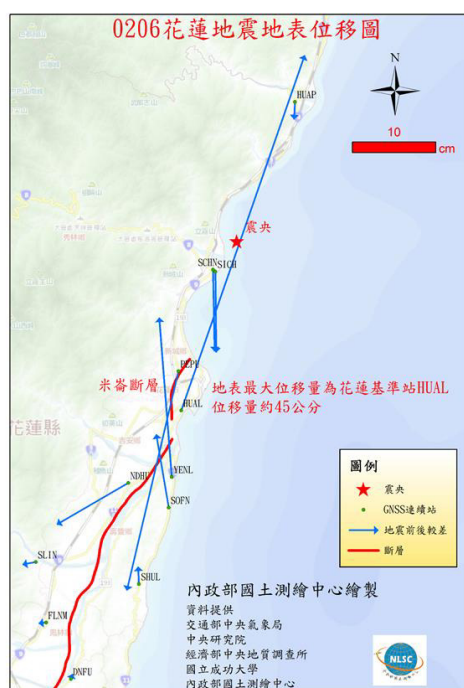 0206花蓮地震地表位移圖
N
HUAP
10
cm
震央
SCHN
SICH
PEPU
米崙斷層
地表最大位移量為花蓮基準站HUAL
位移量約45公分
HUAL
花蓮縣
NDHU
YENL
SOFN
SLIN
SHUL
FLNM
DNFU
圖例
震央
GNSS連續站
地震前後較差
斷層
內政部國土測繪中心繪製
資料提供
交通部中央氣象局
中央研究院
經濟部中央地質調查所
國立成功大學
內政部國土測繪中心
NLSC